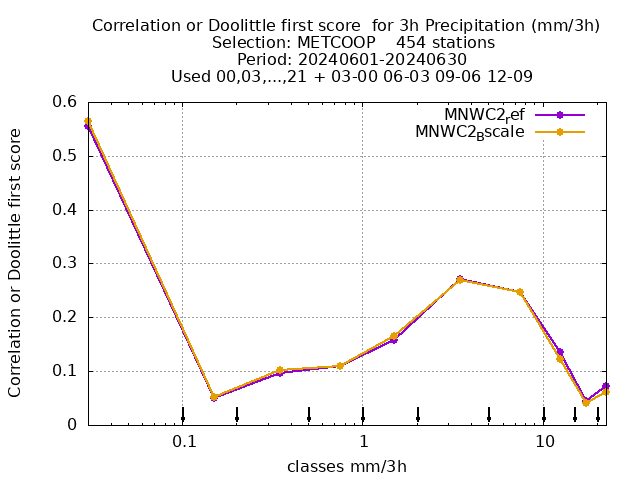 Correlation or Doolittle first score  for 3h Precipitation (mm/3h)
Selection: METCOOP    454 stations
Period: 20240601-20240630
Used 00,03,...,21 + 03-00 06-03 09-06 12-09
MNWC2ref
MNWC2Bscale
Correlation or Doolittle first score
0.6
0.5
0.4
0.3
0.2
0.1
0
0.1
1
10
classes mm/3h